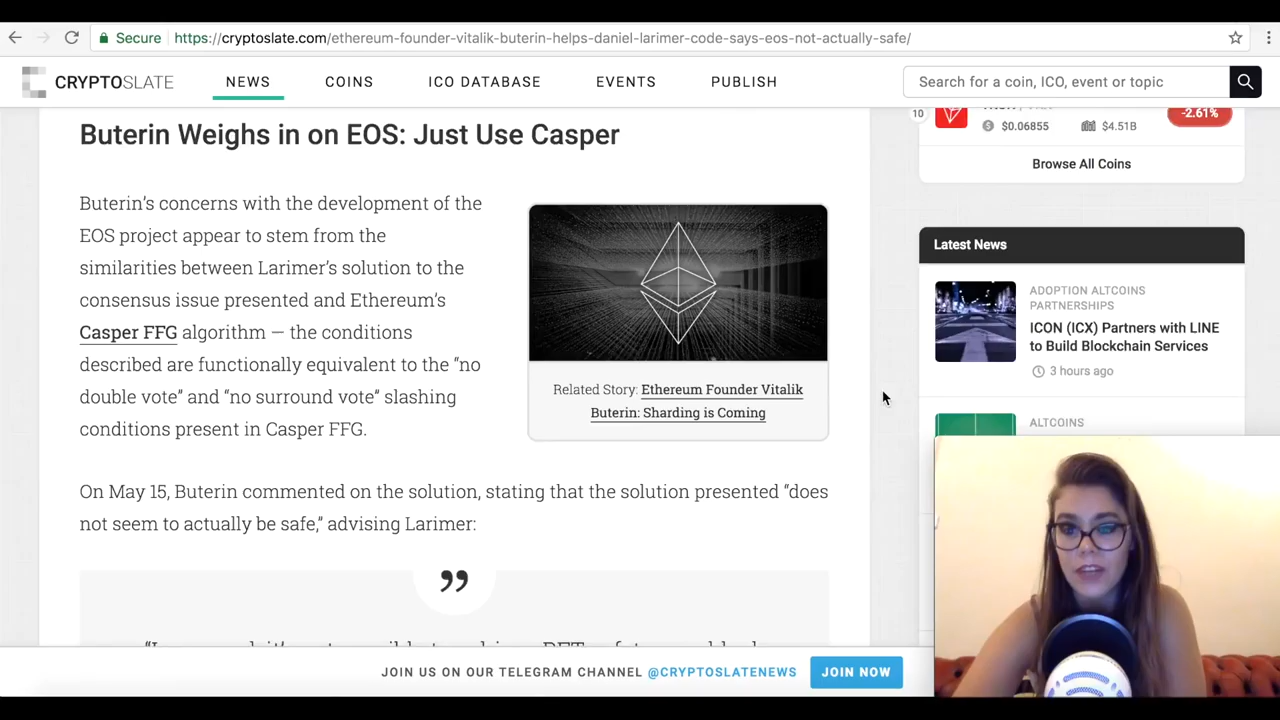 Secure
https://cryptoslate.com/ethereum-founder-vitalik-buterin-helps-daniel-larimer-code-says-eos-not-actually-safe/
CRYPTOSLATE
NEWS
COINS
ICO DATABASE
EVENTS
PUBLISH
Search for a coin, ICO, event or topic
Buterin Weighs in on EOS: Just Use Casper
Buterin’s concerns with the development of the
EOS project appear to stem from the
similarities between Larimer’s solution to the
consensus issue presented and Ethereum’s
Casper FFG algorithm — the conditions
described are functionally equivalent to the “no
double vote” and “no surround vote” slashing
conditions present in Casper FFG.
Related Story: Ethereum Founder Vitalik
Buterin: Sharding is Coming
On May 15, Buterin commented on the solution, stating that the solution presented “does
not seem to actually be safe,” advising Larimer:
”
10
$0.06855
$4.51B
-2.61%
Browse All Coins
Latest News
ADOPTION ALTCOINS
PARTNERSHIPS
ICON (ICX) Partners with LINE
to Build Blockchain Services
3 hours ago
ALTCOINS
JOIN US ON OUR TELEGRAM CHANNEL @CRYPTOSLATENEWS
JOIN NOW